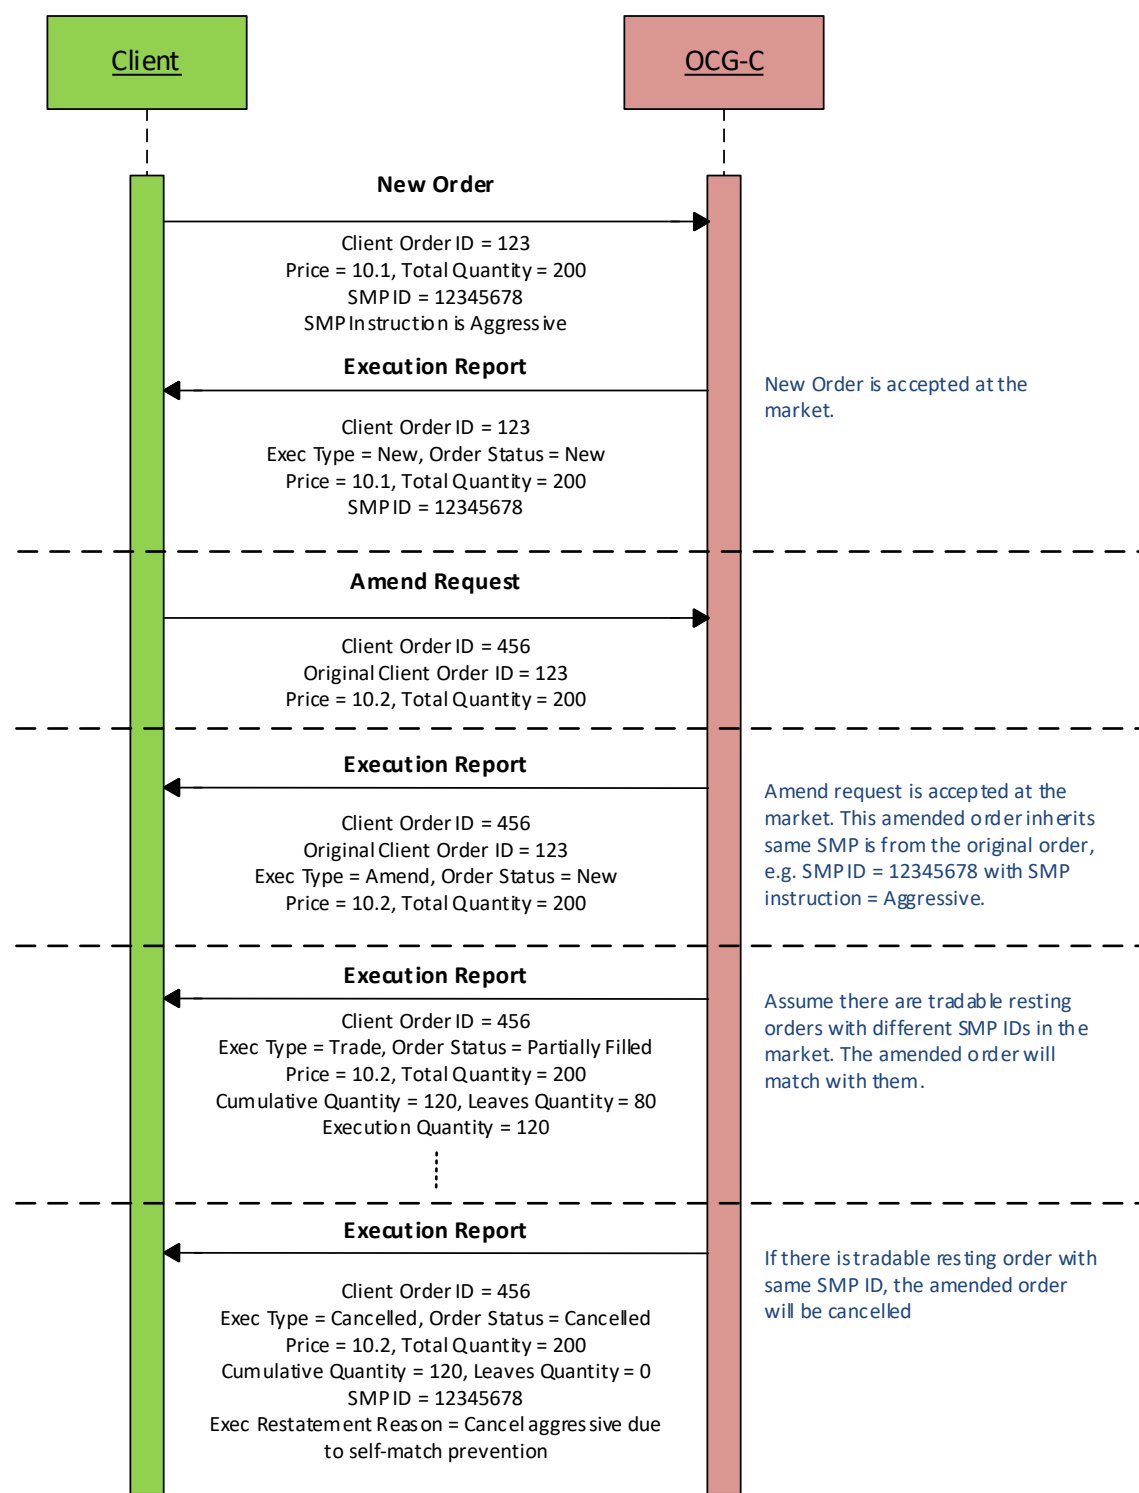 Client
OCG-C
New Order
Client Order ID = 123
Price = 10.1, Total Quantity = 200
SMP ID = 12345678
SMP Instruction is Aggressive
Execution Report
New Order is accepted at the
market.
Client Order ID = 123
Exec Type = New, Order Status = New
Price = 10.1, Total Quantity = 200
SMP ID = 12345678
Amend Request
Client Order ID = 456
Original Client Order ID = 123
Price = 10.2, Total Quantity = 200
Execution Report
Client Order ID = 456
Original Client Order ID = 123
Exec Type = Amend, Order Status = New
Price = 10.2, Total Quantity = 200
Amend request is accepted at the
market. This amended order inherits
same SMP is from the original order,
e.g. SMP ID = 12345678 with SMP
instruction = Aggressive.
Execution Report
Client Order ID = 456
Exec Type = Trade, Order Status = Partially Filled
Price = 10.2, Total Quantity = 200
Cumulative Quantity = 120, Leaves Quantity = 80
Execution Quantity = 120
Assume there are tradable resting
orders with different SMP IDs in the
market. The amended order will
match with them.
Execution Report
Client Order ID = 456
Exec Type = Cancelled, Order Status = Cancelled
Price = 10.2, Total Quantity = 200
Cumulative Quantity = 120, Leaves Quantity = 0
SMP ID = 12345678
Exec Restatement Reason = Cancel aggressive due
to self-match prevention
If there is tradable resting order with
same SMP ID, the amended order
will be cancelled